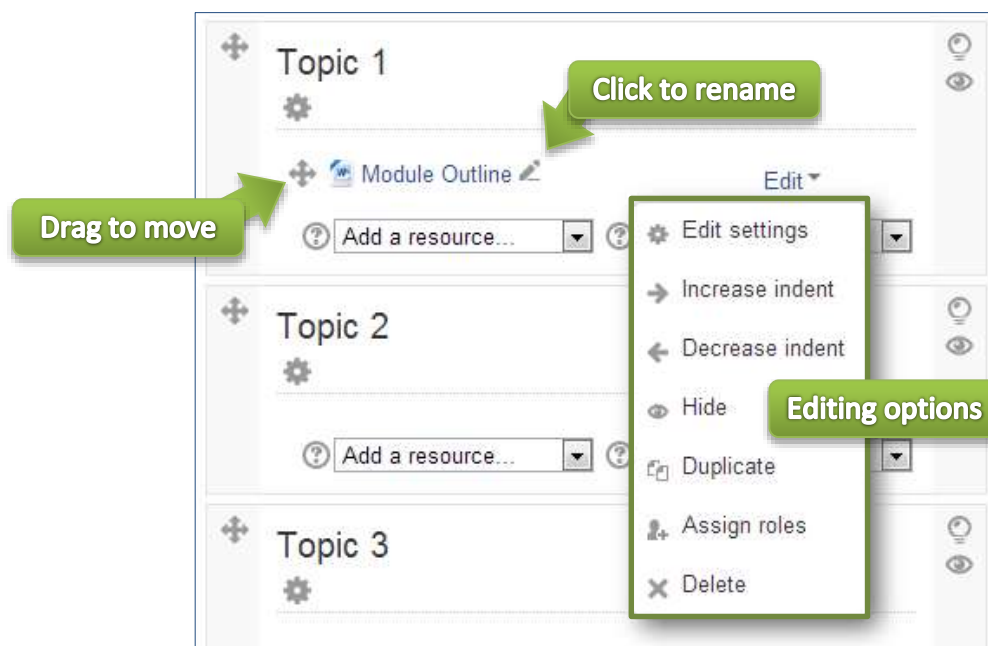 Topic 1
Click to rename
Module Outline
Edit
Drag to move
Add a resource...
Edit settings
Increase indent
Topic 2
Decrease indent
Hide
Editing options
Add a resource...
Duplicate
Assign roles
Topic 3
Delete